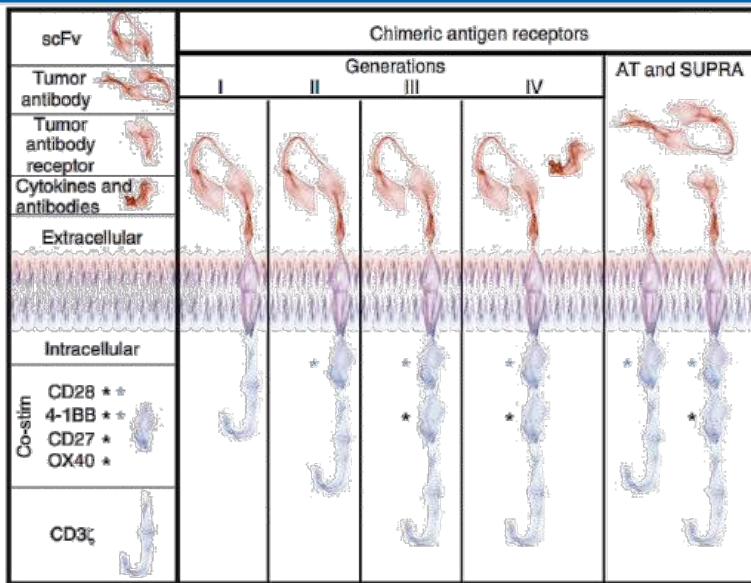 scFv
Chimeric antigen receptors
Tumor
antibody
Generations
I II III IV
AT and SUPRA
Tumor
antibody
receptor
Cytokines and
antibodies
Extracellular
Intracellular
Co-stim
CD28 * *
4-1BB * *
CD27 *
OX40 *
* * * * *
* * *
CD3ζ